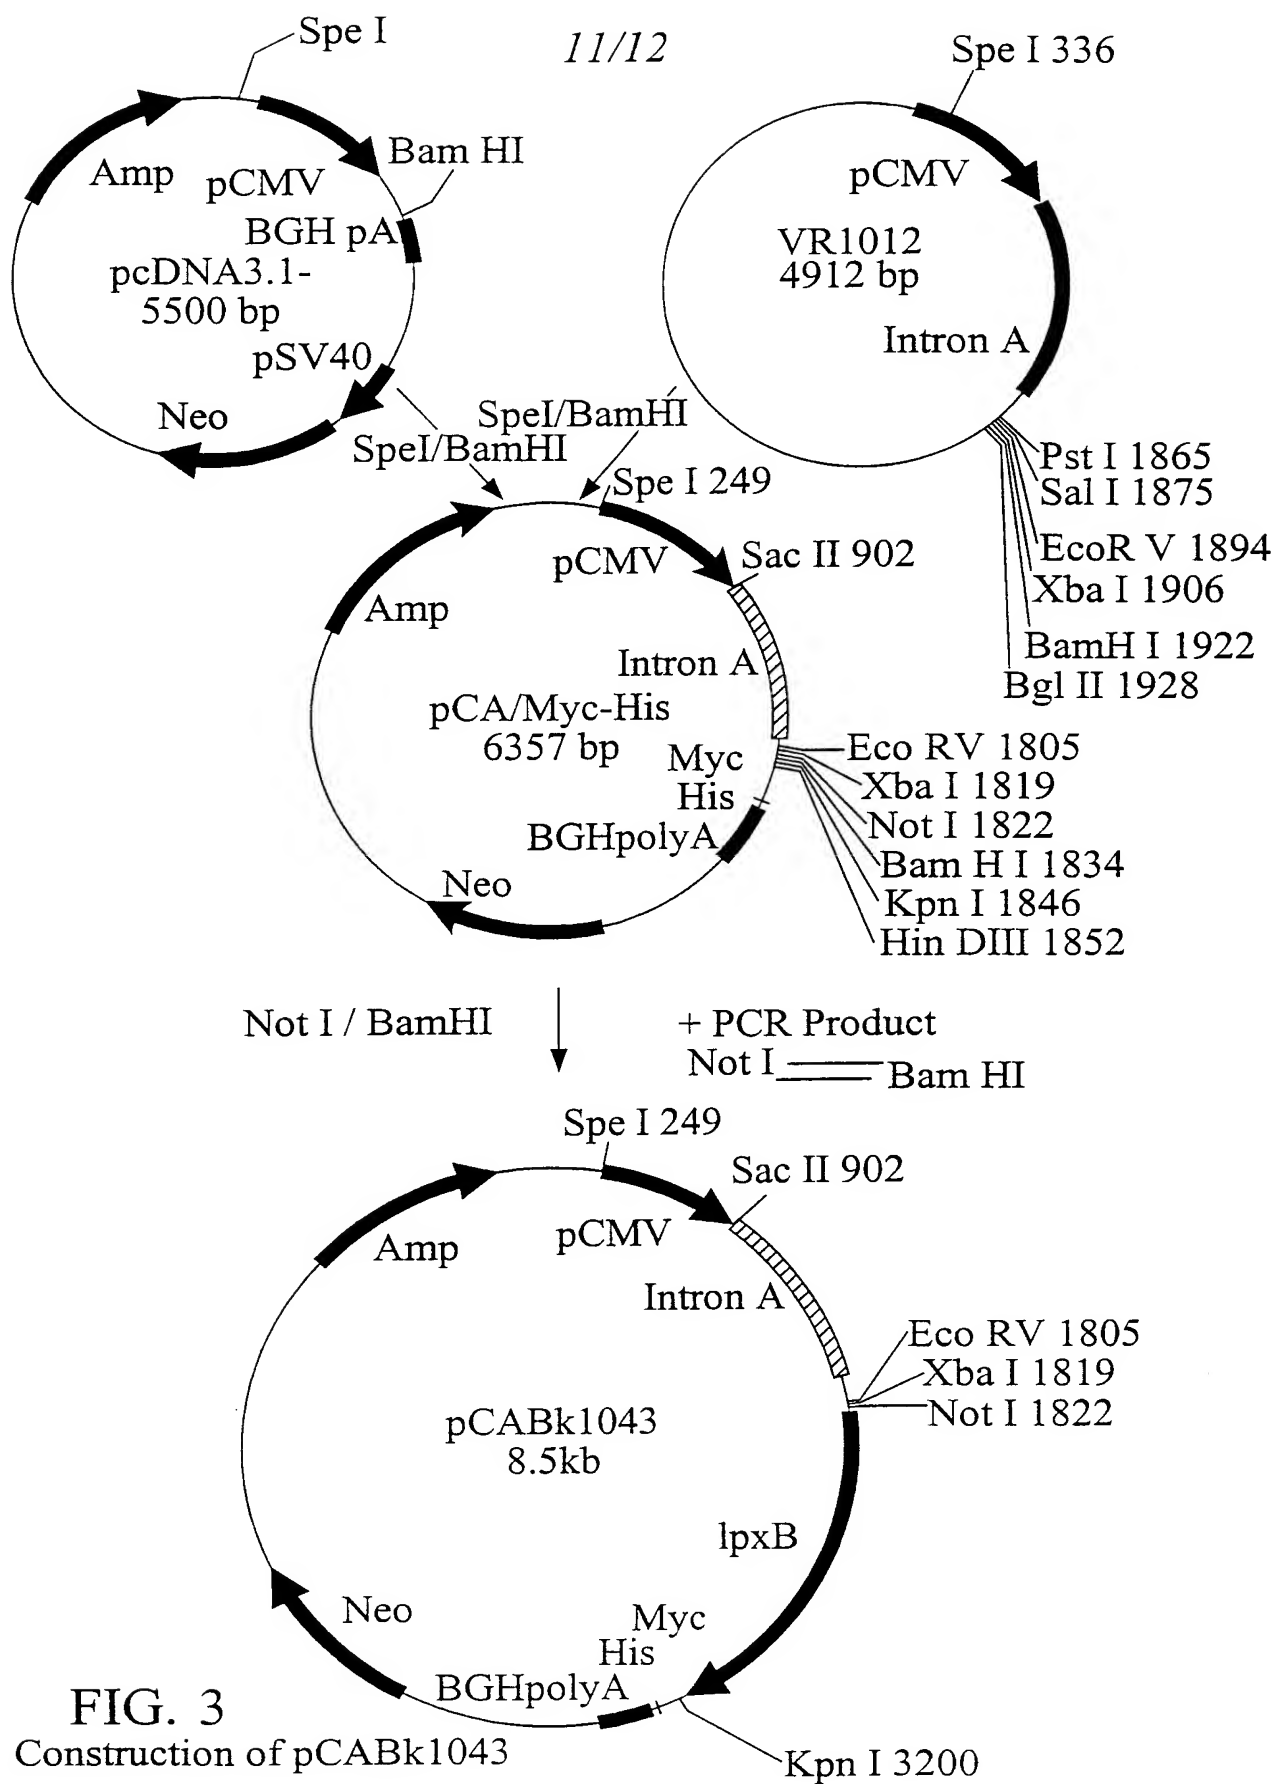 11/12
Spe I
Amp
pCMV
Bam HI
BGH pA
pcDNA3.1-
5500 bp
pSV40
Neo
SpeI/BamHI
Spe I 336
pCMV
VR1012
4912 bp
Intron A
SpeI/BamHI
Pst I 1865
Sal I 1875
EcoR V 1894
Xba I 1906
BamH I 1922
Bgl II 1928
Spe I 249
pCMV
Sac II 902
Amp
Intron A
pCA/Myc-His
6357 bp
Myc
His
BGHpolyA
Neo
Eco RV 1805
Xba I 1819
Not I 1822
Bam H I 1834
Kpn I 1846
Hin DIII 1852
Not I / BamHI
+ PCR Product
Not I
Bam HI
Spe I 249
Sac II 902
Amp
pCMV
Intron A
Eco RV 1805
Xba I 1819
Not I 1822
pCABk1043
8.5kb
lpxB
Neo
Myc
His
BGHpolyA
Kpn I 3200
FIG. 3
Construction of pCABk1043